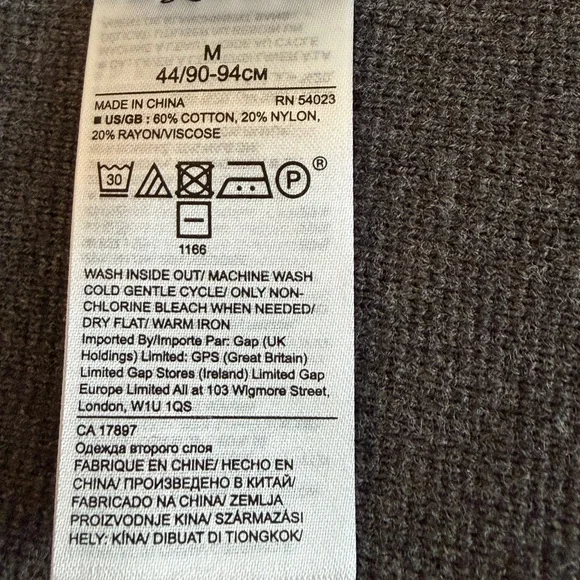 M
44/90-94CM
MADE IN CHINA RN 54023
■ US/GB : 60% COTTON, 20% NYLON,
20% RAYON/VISCOSE
30 P ®
1166
WASH INSIDE OUT/ MACHINE WASH
COLD GENTLE CYCLE/ ONLY NON-
CHLORINE BLEACH WHEN NEEDED/
DRY FLAT/ WARM IRON
Imported By/Importe Par: Gap (UK
Holdings) Limited: GPS (Great Britain)
Limited Gap Stores (Ireland) Limited Gap
Europe Limited All at 103 Wigmore Street,
London, W1U 1QS
CA 17897
Одежда второго слоя
FABRIQUE EN CHINE/ HECHO EN
CHINA/ ПРОИЗВЕДЕНО В КИТАЙ/
FABRICADO NA CHINA/ ZEMLJA
PROIZVODNJE KINA/ SZÁRMAZÁSI
HELY: KÍNA/ DIBUAT DI TIONGKOK/